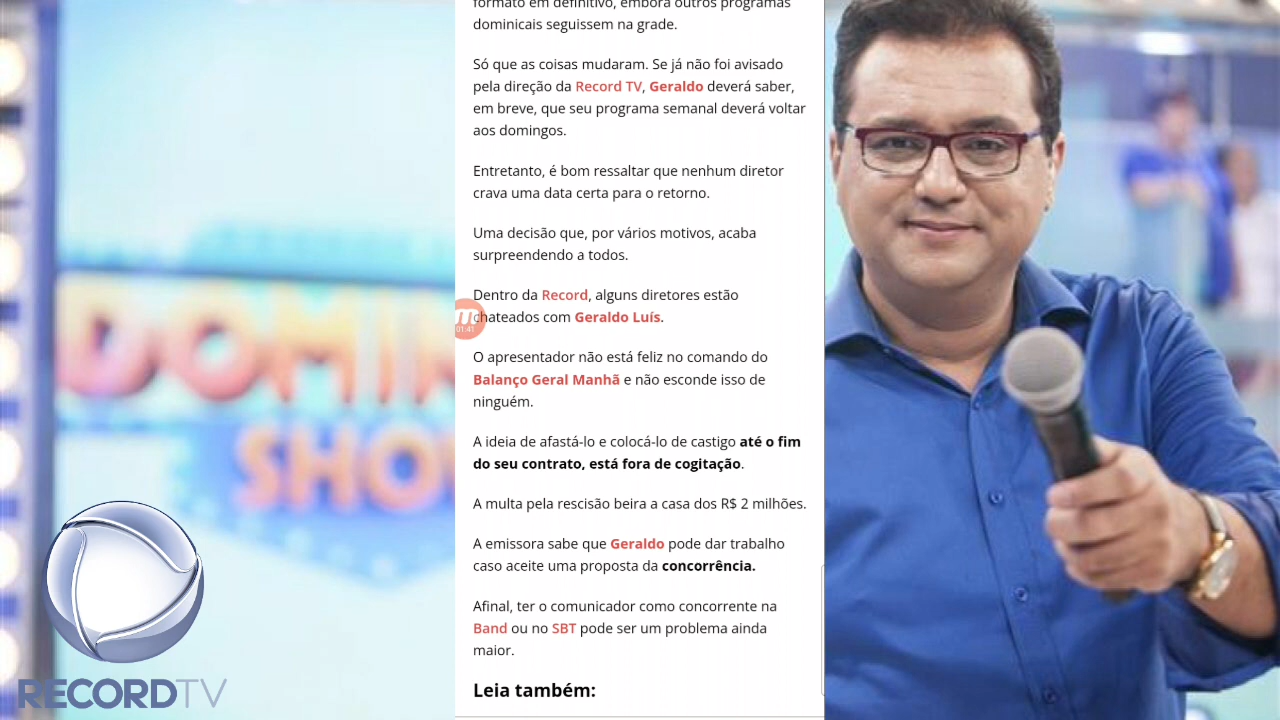 formato em definitivo, embora outros programas
dominicais seguissem na grade.
Só que as coisas mudaram. Se já não foi avisado
pela direção da Record TV, Geraldo deverá saber,
em breve, que seu programa semanal deverá voltar
aos domingos.
Entretanto, é bom ressaltar que nenhum diretor
crava uma data certa para o retorno.
Uma decisão que, por vários motivos, acaba
surpreendendo a todos.
Dentro da Record, alguns diretores estão
chateados com Geraldo Luís.
m
01:41
O apresentador não está feliz no comando do
Balanço Geral Manhã e não esconde isso de
ninguém.
A ideia de afastá-lo e colocá-lo de castigo até o fim
do seu contrato, está fora de cogitação.
A multa pela rescisão beira a casa dos R$ 2 milhões.
A emissora sabe que Geraldo pode dar trabalho
caso aceite uma proposta da concorrência.
Afinal, ter o comunicador como concorrente na
Band ou no SBT pode ser um problema ainda
maior.
Leia também:
DOMIN
SHO
RECORDTV